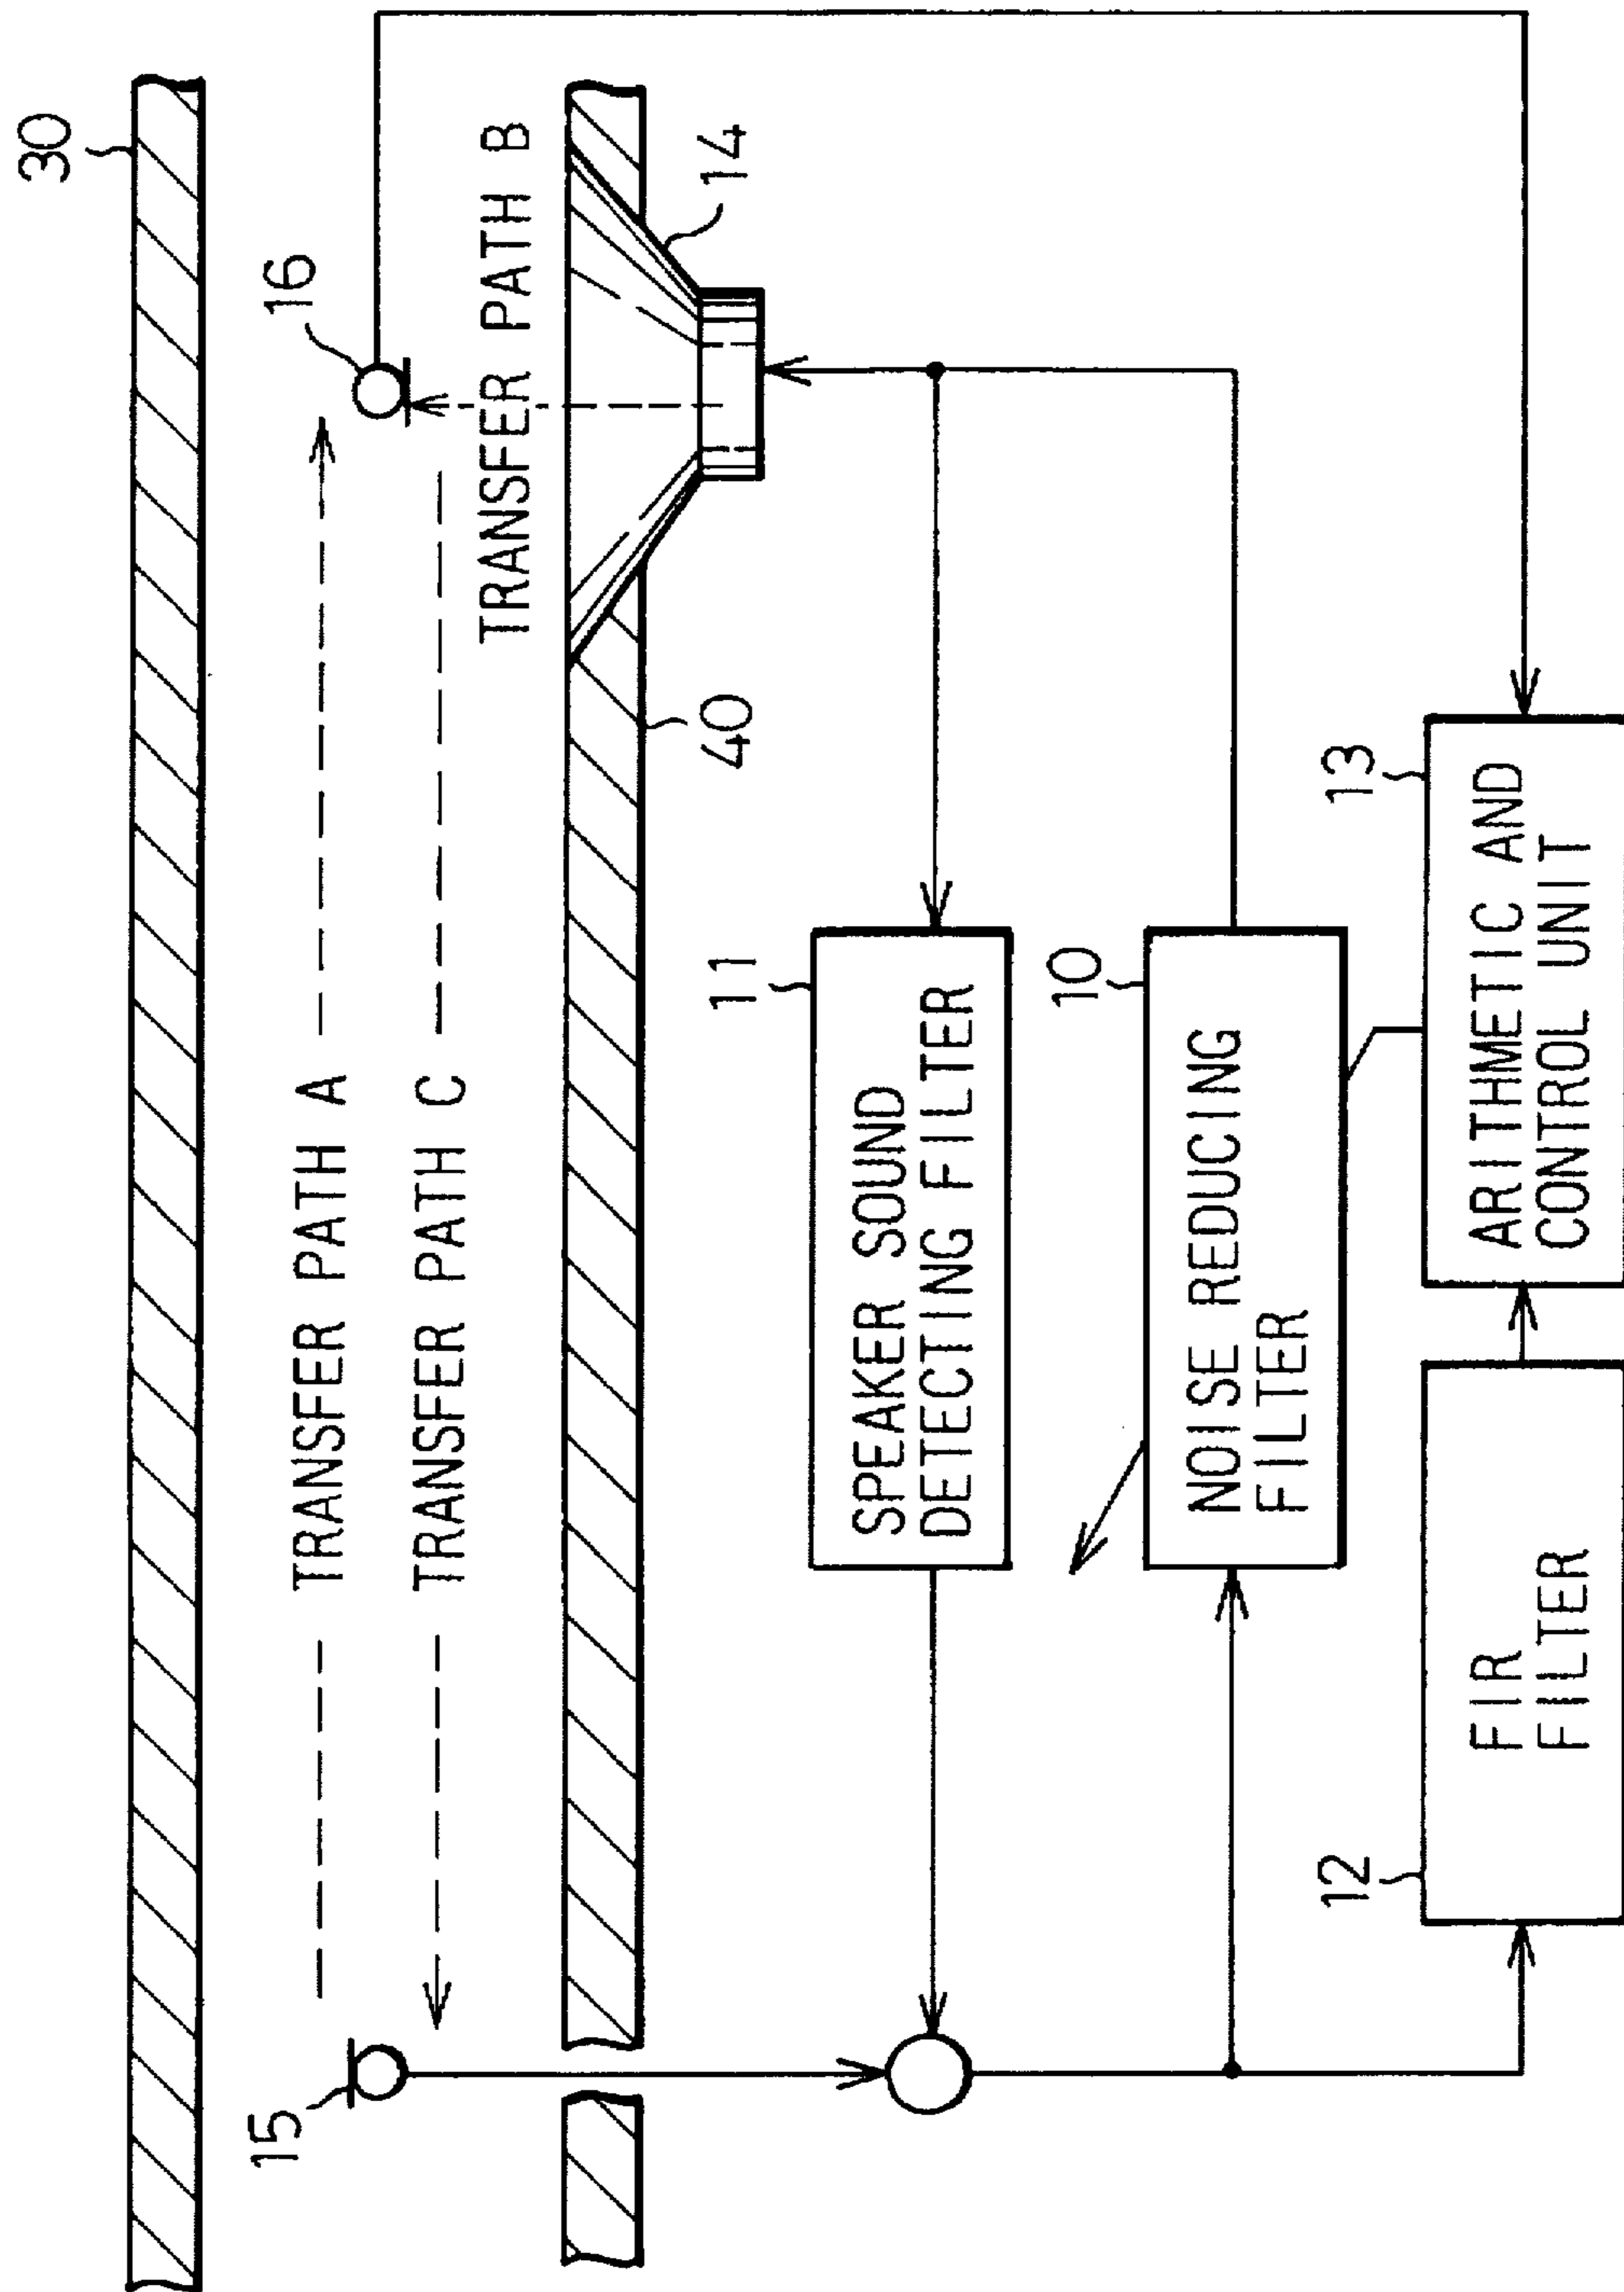 30
16
TRANSFER PATH A
TRANSFER PATH C
TRANSFER PATH B
14
15
40
11
SPEAKER SOUND
DETECTING FILTER
10
NOISE REDUCING
FILTER
13
ARITHMETIC AND
CONTROL UNIT
12
FIR
FILTER